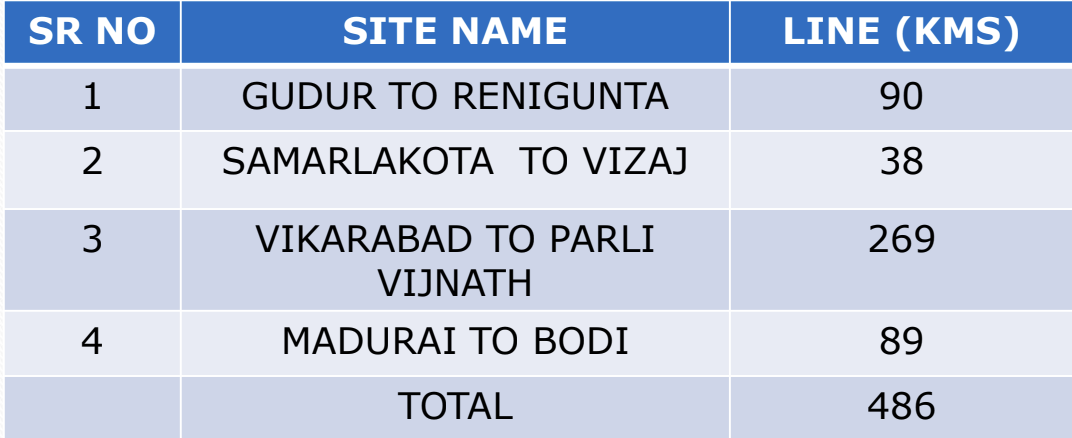 SR NO SITE NAME LINE (KMS)
1 GUDUR TO RENIGUNTA 90
2 SAMARLAKOTA TO VIZAJ 38
3 VIKARABAD TO PARLI 269
VIJNATH
4 MADURAI TO BODI 89
TOTAL 486